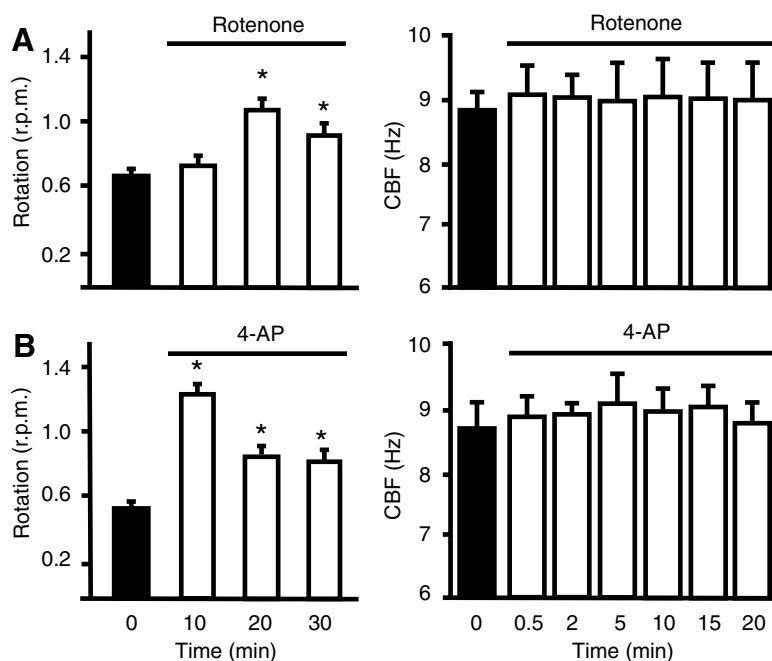 A
Rotenone
Rotation (r.p.m.)
1.4
1.0
0.6
0.2
*
*
Rotenone
CBF (Hz)
10
9
8
7
6
B
4-AP
Rotation (r.p.m.)
1.4
1.0
0.6
0.2
*
*
*
0 10 20 30
Time (min)
4-AP
CBF (Hz)
10
9
8
7
6
0 0.5 2 5 10 15 20
Time (min)